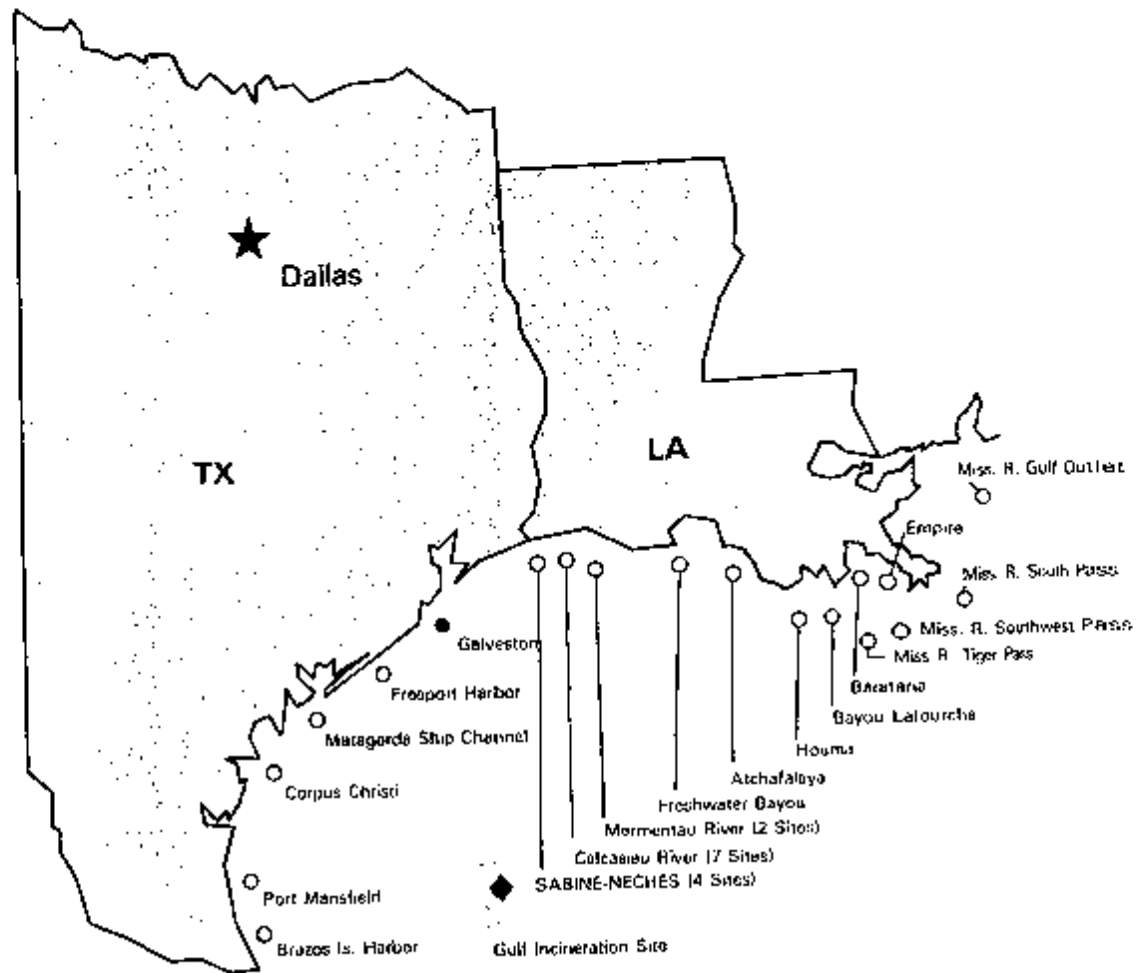 Dallas
TX
LA
Miss. R. Gulf Outlet
Empire
Miss. R. South Pass
Miss. R. Southwest Pass
Miss R. Tiger Pass
Galveston
Barataria
Freeport Harbor
Bayou Lafourche
Matagorda Ship Channel
Houma
Atchafalaya
Corpus Christi
Freshwater Bayou
Mermentau River (2 Sites)
Calcasieu River (7 Sites)
SABINE-NECHES (4 Sites)
Port Mansfield
Brazos Is. Harbor
Gulf Incineration Site